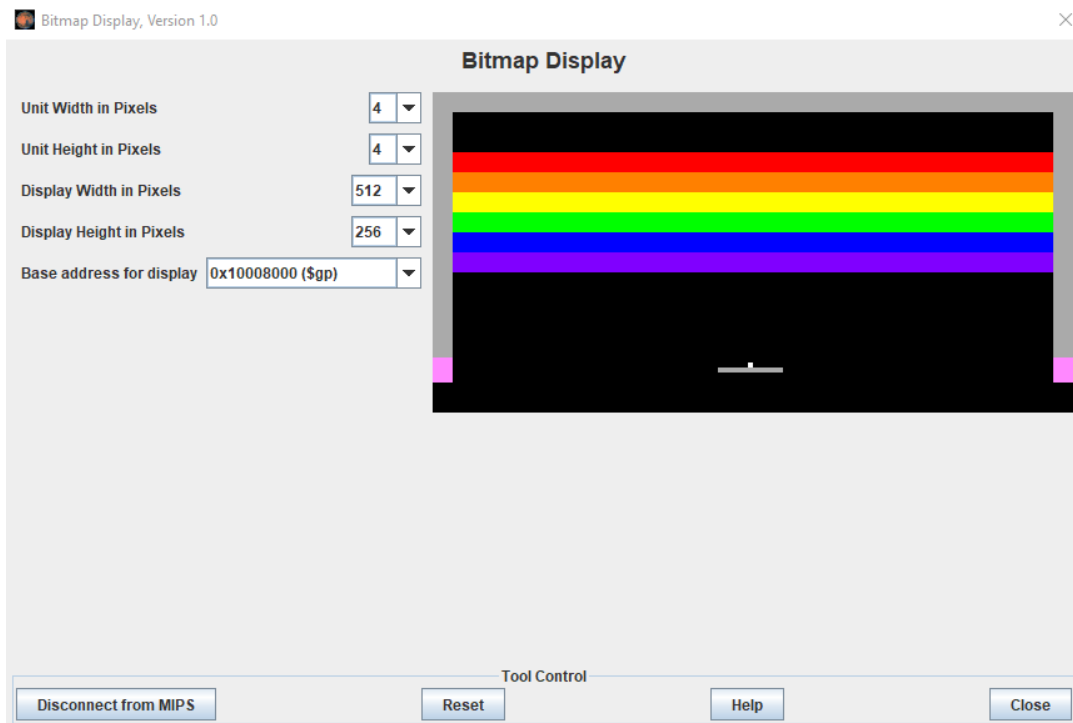 Bitmap Display, Version 1.0
Bitmap Display
Unit Width in Pixels 4
Unit Height in Pixels 4
Display Width in Pixels 512
Display Height in Pixels 256
Base address for display 0x10008000 ($gp)
Tool Control
Disconnect from MIPS Reset Help Close